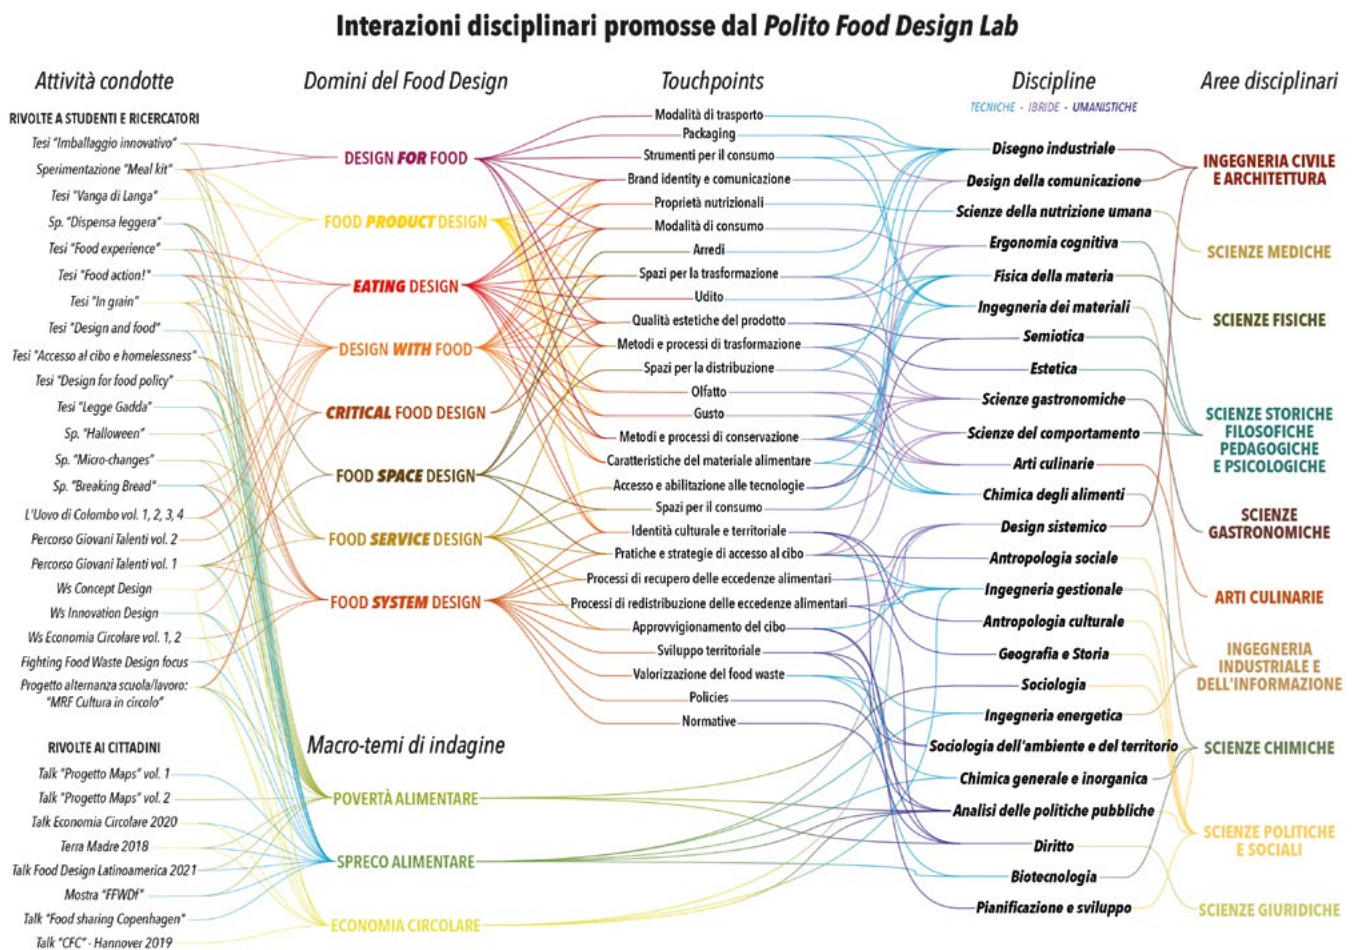 Interazioni disciplinari promosse dal Polito Food Design Lab
Attività condotte
RIVOLTE A STUDENTI E RICERCATORI
Tesi "Imballaggio innovativo"
Sperimentazione "Meal kit"
Tesi "Vanga di Langa"
Sp. "Dispensa leggera"
Tesi "Food experience"
Tesi "Food action!"
Tesi "In grain"
Tesi "Design and food"
Tesi "Accesso al cibo e homelessness"
Tesi "Design for food policy"
Tesi "Legge Gadda"
Sp. "Halloween"
Sp. "Micro-changes"
Sp. "Breaking Bread"
L'Uovo di Colombo vol. 1, 2, 3, 4
Percorso Giovani Talenti vol. 2
Percorso Giovani Talenti vol. 1
Ws Concept Design
Ws Innovation Design
Ws Economia Circolare vol. 1, 2
Fighting Food Waste Design focus
Progetto alternanza scuola/lavoro:
"MRF Cultura in circolo"
RIVOLTE AI CITTADINI
Talk "Progetto Maps" vol. 1
Talk "Progetto Maps" vol. 2
Talk Economia Circolare 2020
Terra Madre 2018
Talk Food Design Latinoamerica 2021
Mostra "FFWDf"
Talk "Food sharing Copenhagen"
Talk "CFC" - Hannover 2019
Domini del Food Design
DESIGN FOR FOOD
FOOD PRODUCT DESIGN
EATING DESIGN
DESIGN WITH FOOD
CRITICAL FOOD DESIGN
FOOD SPACE DESIGN
FOOD SERVICE DESIGN
FOOD SYSTEM DESIGN
Macro-temi di indagine
POVERTÀ ALIMENTARE
SPRECO ALIMENTARE
ECONOMIA CIRCOLARE
Touchpoints
Modalità di trasporto
Packaging
Strumenti per il consumo
Brand identity e comunicazione
Proprietà nutrizionali
Modalità di consumo
Arredi
Spazi per la trasformazione
Udito
Qualità estetiche del prodotto
Metodi e processi di trasformazione
Spazi per la distribuzione
Olfatto
Gusto
Metodi e processi di conservazione
Caratteristiche del materiale alimentare
Accesso e abilitazione alle tecnologie
Spazi per il consumo
Identità culturale e territoriale
Pratiche e strategie di accesso al cibo
Processi di recupero delle eccedenze alimentari
Processi di redistribuzione delle eccedenze alimentari
Approvvigionamento del cibo
Sviluppo territoriale
Valorizzazione del food waste
Policies
Normative
Discipline
TECNICHE - IBRIDE - UMANISTICHE
Disegno industriale
Design della comunicazione
Scienze della nutrizione umana
Ergonomia cognitiva
Fisica della materia
Ingegneria dei materiali
Semiotica
Estetica
Scienze gastronomiche
Scienze del comportamento
Arti culinarie
Chimica degli alimenti
Design sistemico
Antropologia sociale
Ingegneria gestionale
Antropologia culturale
Geografia e Storia
Sociologia
Ingegneria energetica
Sociologia dell'ambiente e del territorio
Chimica generale e inorganica
Analisi delle politiche pubbliche
Diritto
Biotecnologia
Pianificazione e sviluppo
Aree disciplinari
INGEGNERIA CIVILE
E ARCHITETTURA
SCIENZE MEDICHE
SCIENZE FISICHE
SCIENZE STORICHE
FILOSOFICHE
PEDAGOGICHE
E PSICOLOGICHE
SCIENZE
GASTRONOMICHE
ARTI CULINARIE
INGEGNERIA
INDUSTRIALE E
DELL'INFORMAZIONE
SCIENZE CHIMICHE
SCIENZE POLITICHE
E SOCIALI
SCIENZE GIURIDICHE